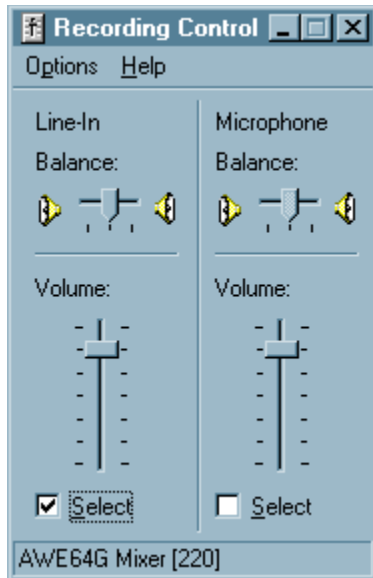 Recording Control
Options Help
Line-In
Balance:
Volume:
Select
Microphone
Balance:
Volume:
Select
AWE64G Mixer [220]